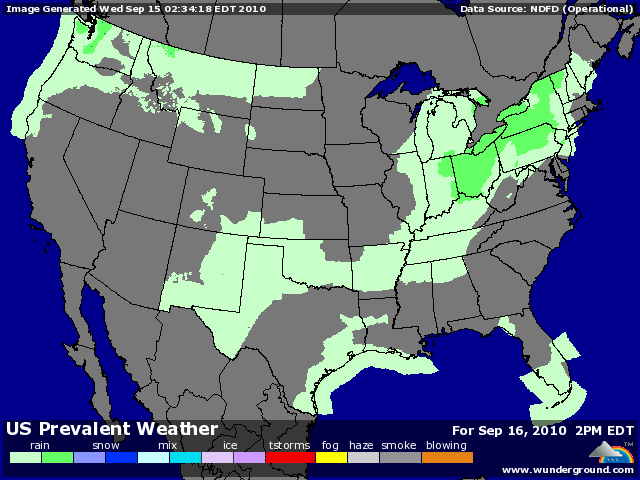 Image Generated Wed Sep 15 02:34:18 EDT 2010 Data Source: NDFD (Operational)
US Prevalent Weather For Sep 16, 2010 2PM EDT
rain snow mix ice tstorms fog haze smoke blowing
www.wunderground.com